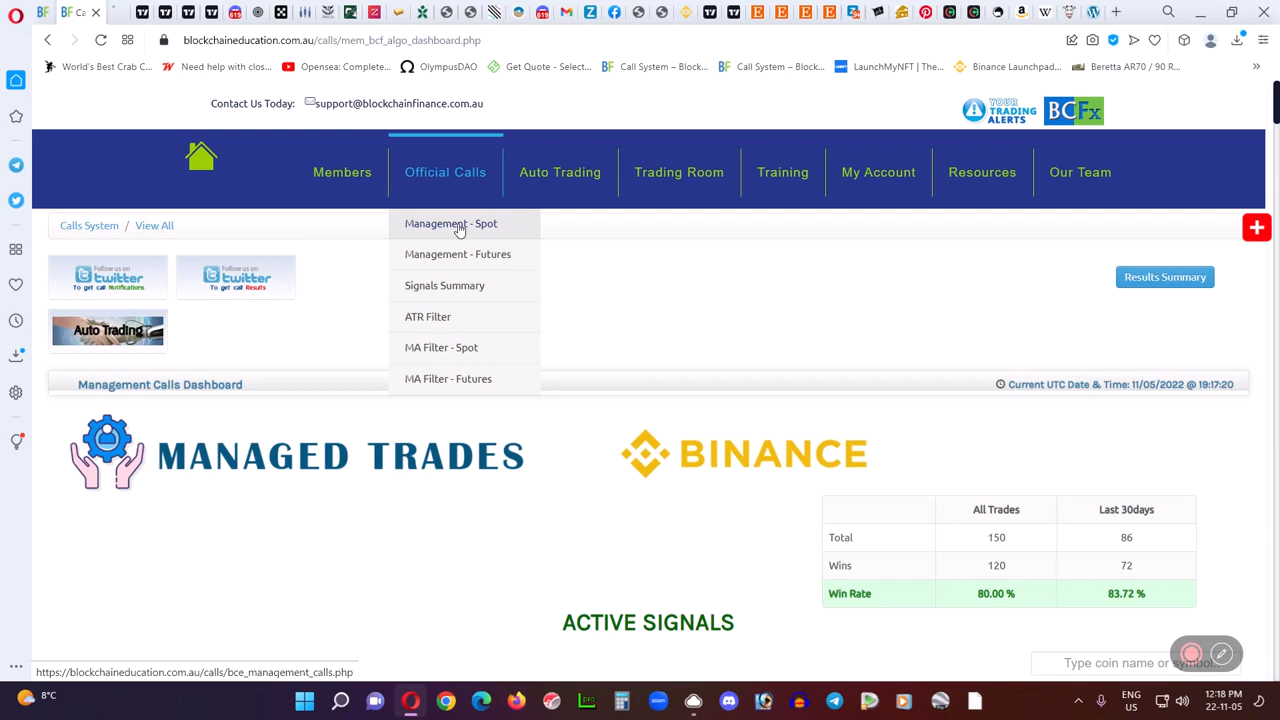 BF Ca
619
619
blockchaineducation.com.au/calls/mem_bcf_algo_dashboard.php
World's Best Crab C... Need help with clos... Opensea: Complete... OlympusDAO Get Quote - Select... Call System – Block... Call System – Block... LaunchMyNFT | The... Binance Launchpad... Beretta AR70 / 90 R...
Contact Us Today: support@blockchainfinance.com.au
YOUR TRADING ALERTS BCFx
Members Official Calls Auto Trading Trading Room Training My Account Resources Our Team
Calls System / View All
Management - Spot
Management - Futures
Signals Summary
ATR Filter
MA Filter - Spot
MA Filter - Futures
Follow us on twitter To get call Notifications
Follow us on twitter To get call Results
Results Summary
Auto Trading
Management Calls Dashboard
Current UTC Date & Time: 11/05/2022 @ 19:17:20
MANAGED TRADES BINANCE
All Trades Last 30days
Total 150 86
Wins 120 72
Win Rate 80.00 % 83.72 %
ACTIVE SIGNALS
Type coin name or symbol...
https://blockchaineducation.com.au/calls/bce_management_calls.php
8°C
ENG
US
12:18 PM
22-11-05